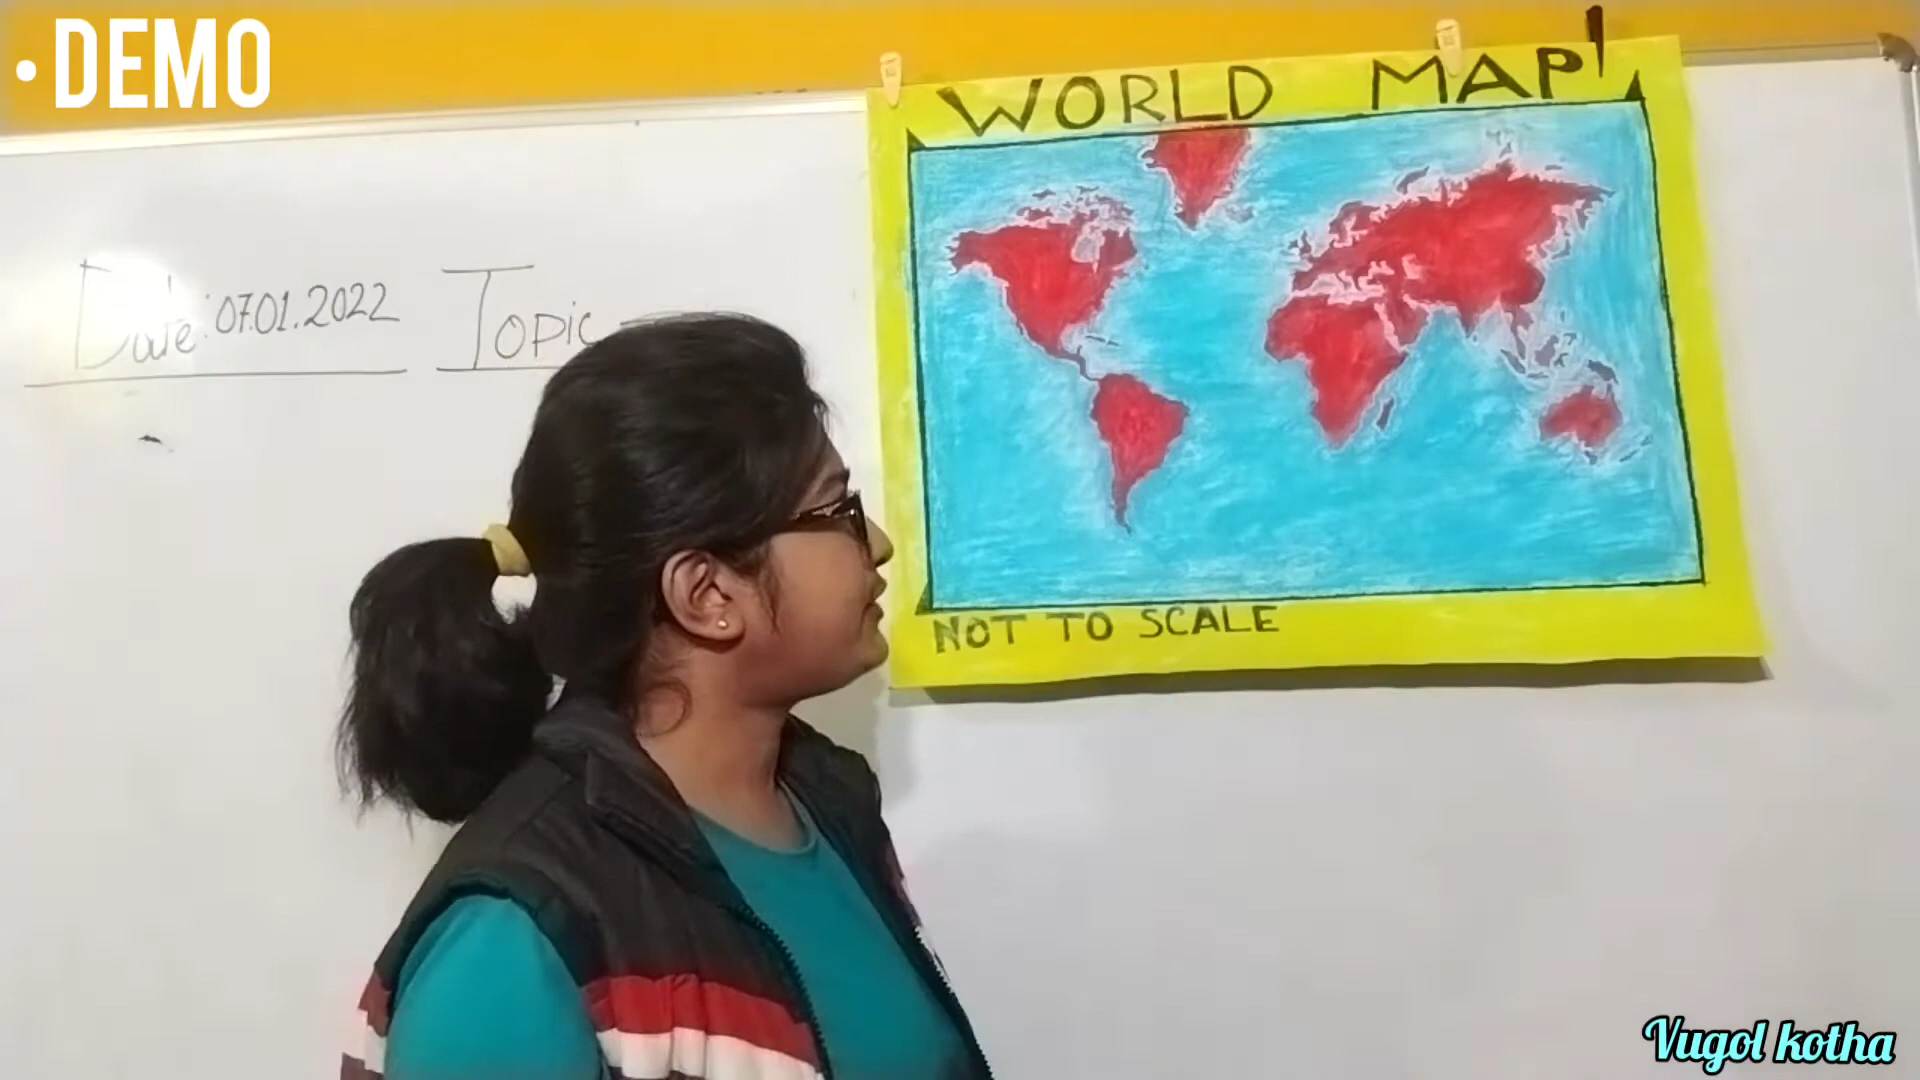 • DEMO
WORLD MAP
Date: 07.01.2022 Topic
NOT TO SCALE
Vugol kotha